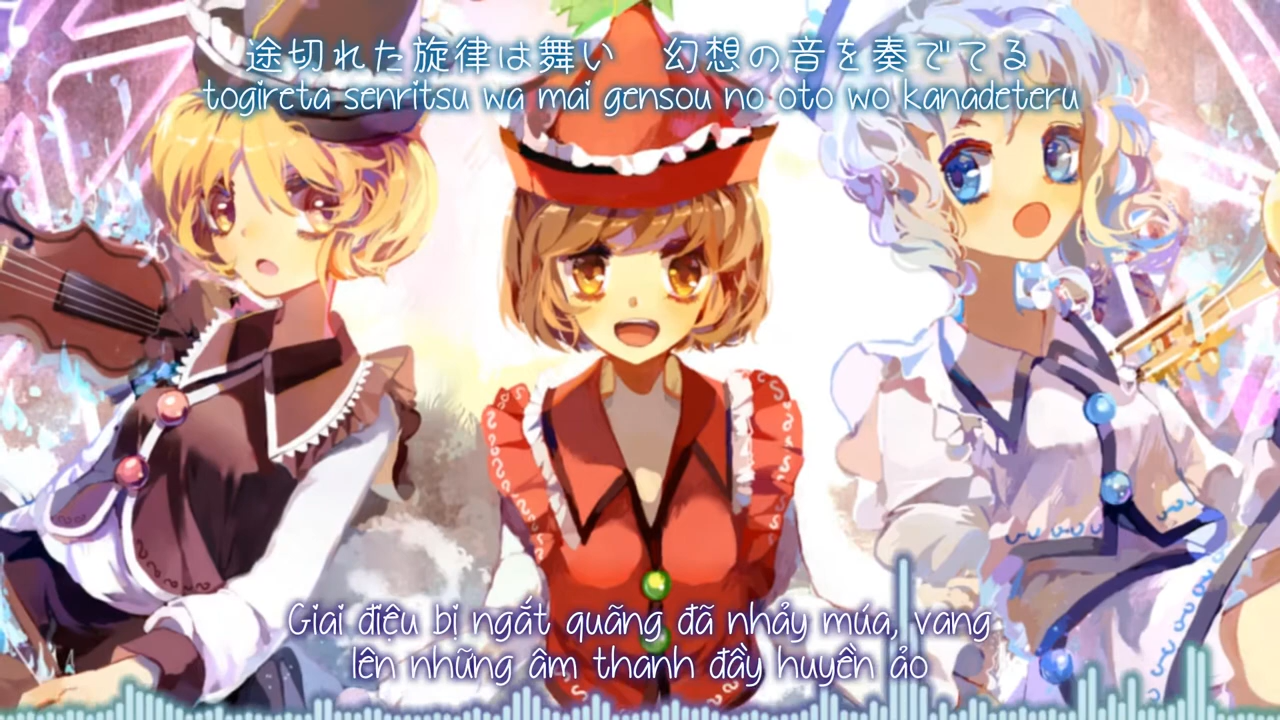 途切れた旋律は舞い　幻想の音を奏でてる
togireta senritsu wa mai gensou no oto wo kanadeteru
Giai điệu bị ngắt quãng đã nhảy múa, vang
lên những âm thanh đầy huyền ảo